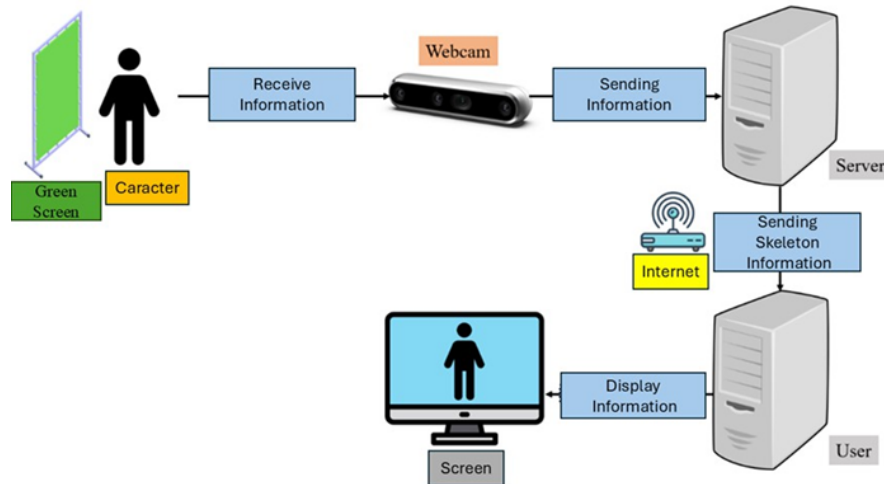 Webcam
Receive
Information
Sending
Information
Green
Screen
Caracter
Server
Sending
Skeleton
Information
Internet
Display
Information
User
Screen